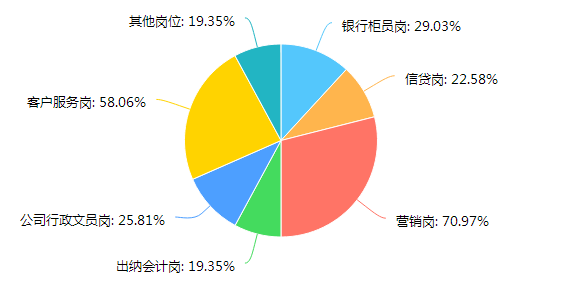 其他岗位: 19.35%
银行柜员岗: 29.03%
信贷岗: 22.58%
客户服务岗: 58.06%
公司行政文员岗: 25.81%
营销岗: 70.97%
出纳会计岗: 19.35%